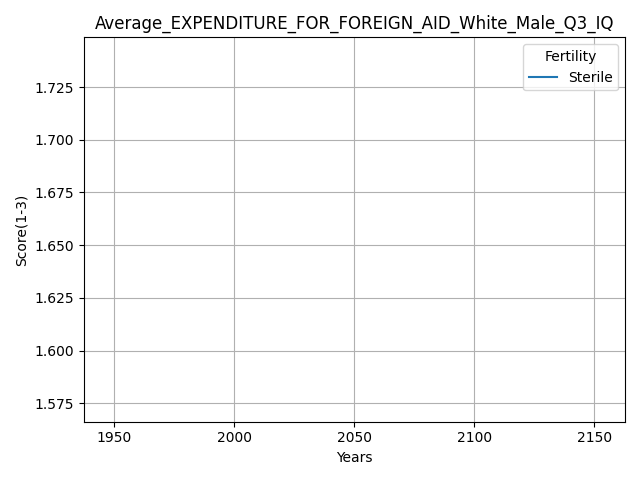 Average_EXPENDITURE_FOR_FOREIGN_AID_White_Male_Q3_IQ
Fertility
Sterile
1.725
1.700
1.675
1.650
1.625
1.600
1.575
Score(1-3)
1950 2000 2050 2100 2150
Years